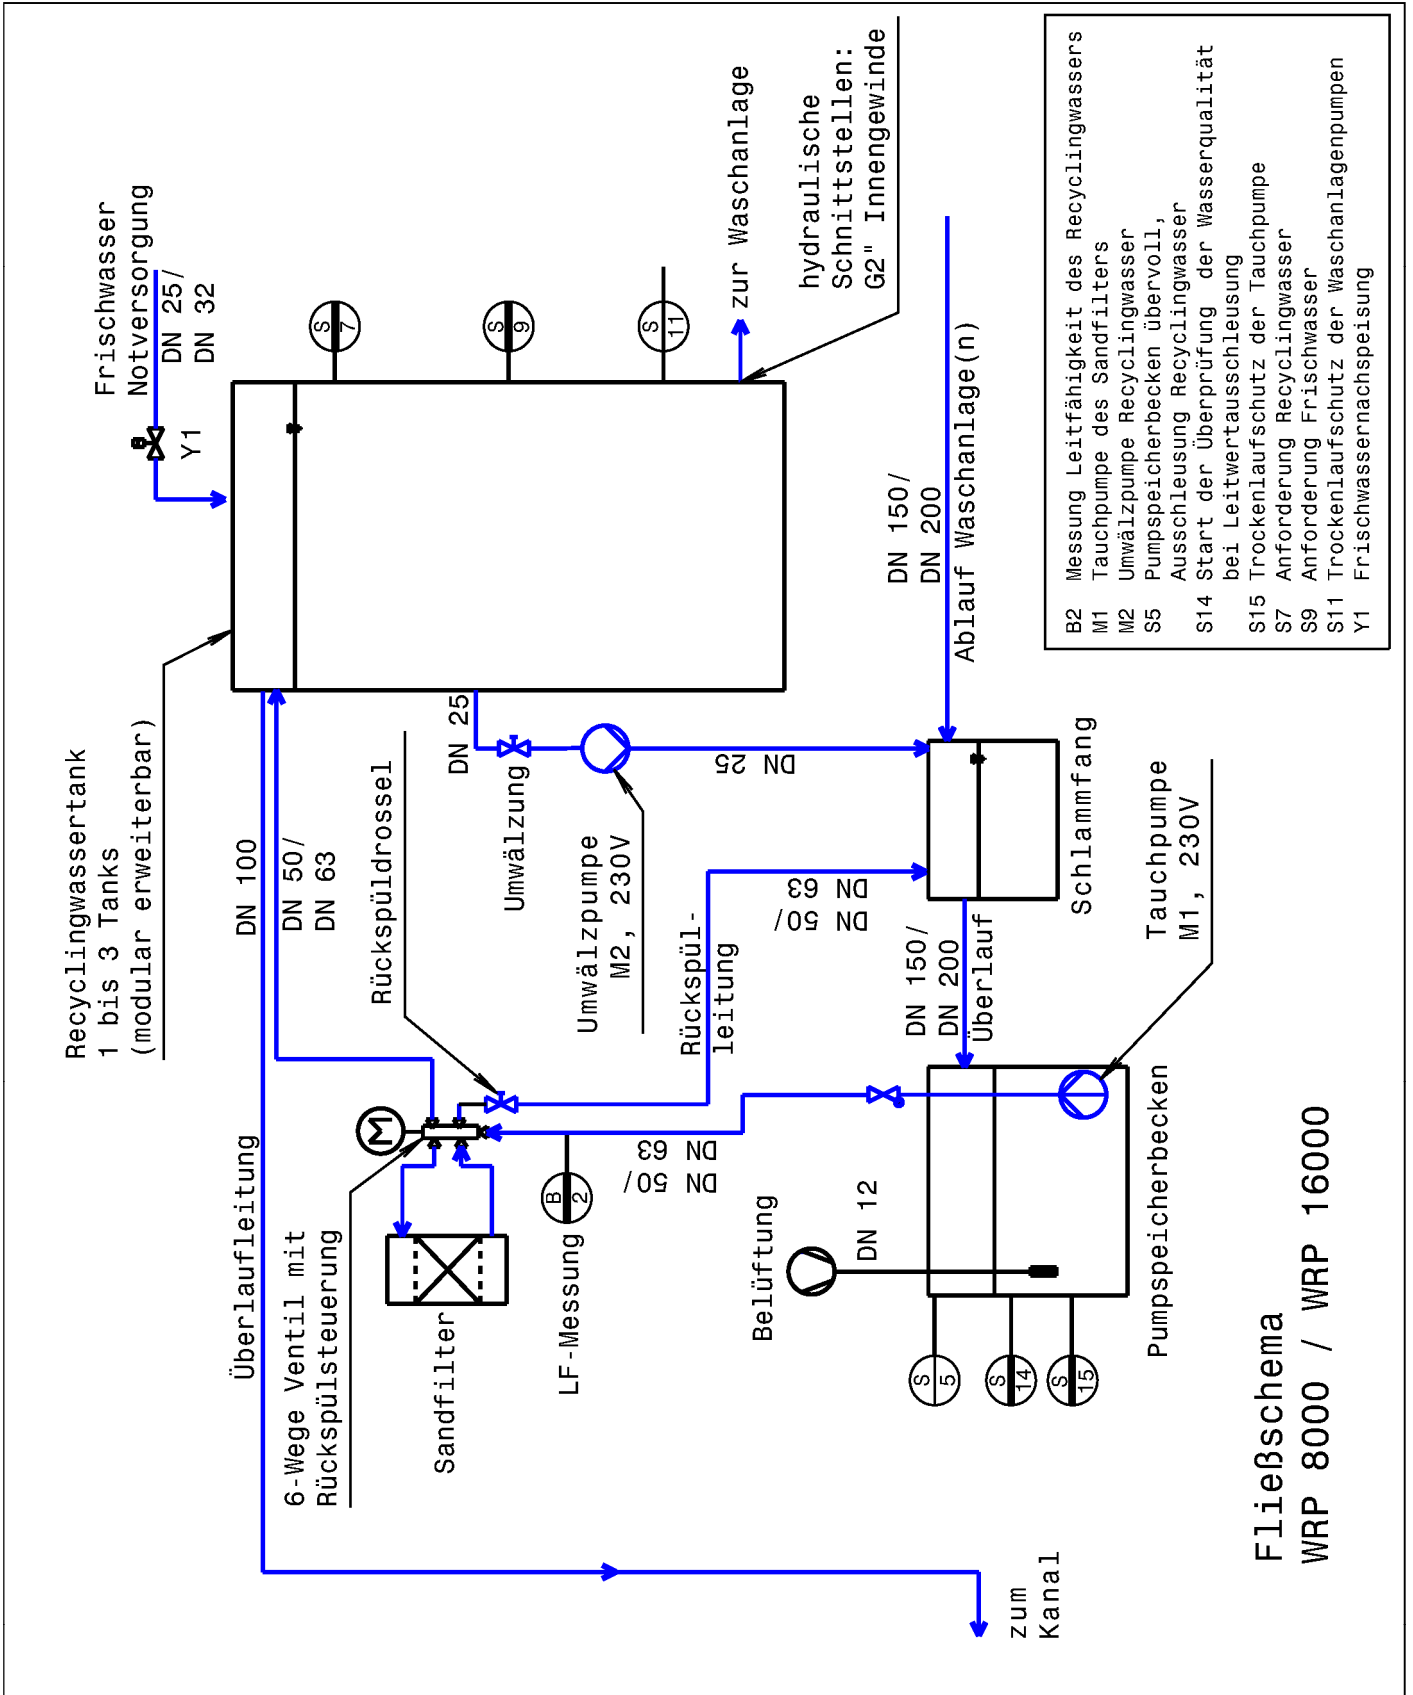 Recyclingwassertank
1 bis 3 Tanks
(modular erweiterbar)
Frischwasser
Notversorgung
DN 25/
DN 32
Y1
Überlaufleitung
DN 100
DN 50/
DN 63
6-Wege Ventil mit
Rückspülsteuerung
M
Rückspüldrossel
S
7
S
9
S
11
DN 25
Sandfilter
Umwälzung
B
2
LF-Messung
Umwälzpumpe
M2, 230V
DN 50/
DN 63
Rückspül-
leitung
DN 25
zur Waschanlage
hydraulische
Schnittstellen:
G2" Innengewinde
Belüftung
DN 12
DN 50/
DN 63
DN 150/
DN 200
Ablauf Waschanlage(n)
DN 150/
DN 200
Überlauf
S
5
S
14
S
15
Schlammfang
Tauchpumpe
M1, 230V
Pumpspeicherbecken
zum
Kanal
B2 Messung Leitfähigkeit des Recyclingwassers
M1 Tauchpumpe des Sandfilters
M2 Umwälzpumpe Recyclingwasser
S5 Pumpspeicherbecken übervoll,
Ausschleusung Recyclingwasser
S14 Start der Überprüfung der Wasserqualität
bei Leitwertausschleusung
S15 Trockenlaufschutz der Tauchpumpe
S7 Anforderung Recyclingwasser
S9 Anforderung Frischwasser
S11 Trockenlaufschutz der Waschanlagenpumpen
Y1 Frischwassernachspeisung
Fließschema
WRP 8000 / WRP 16000